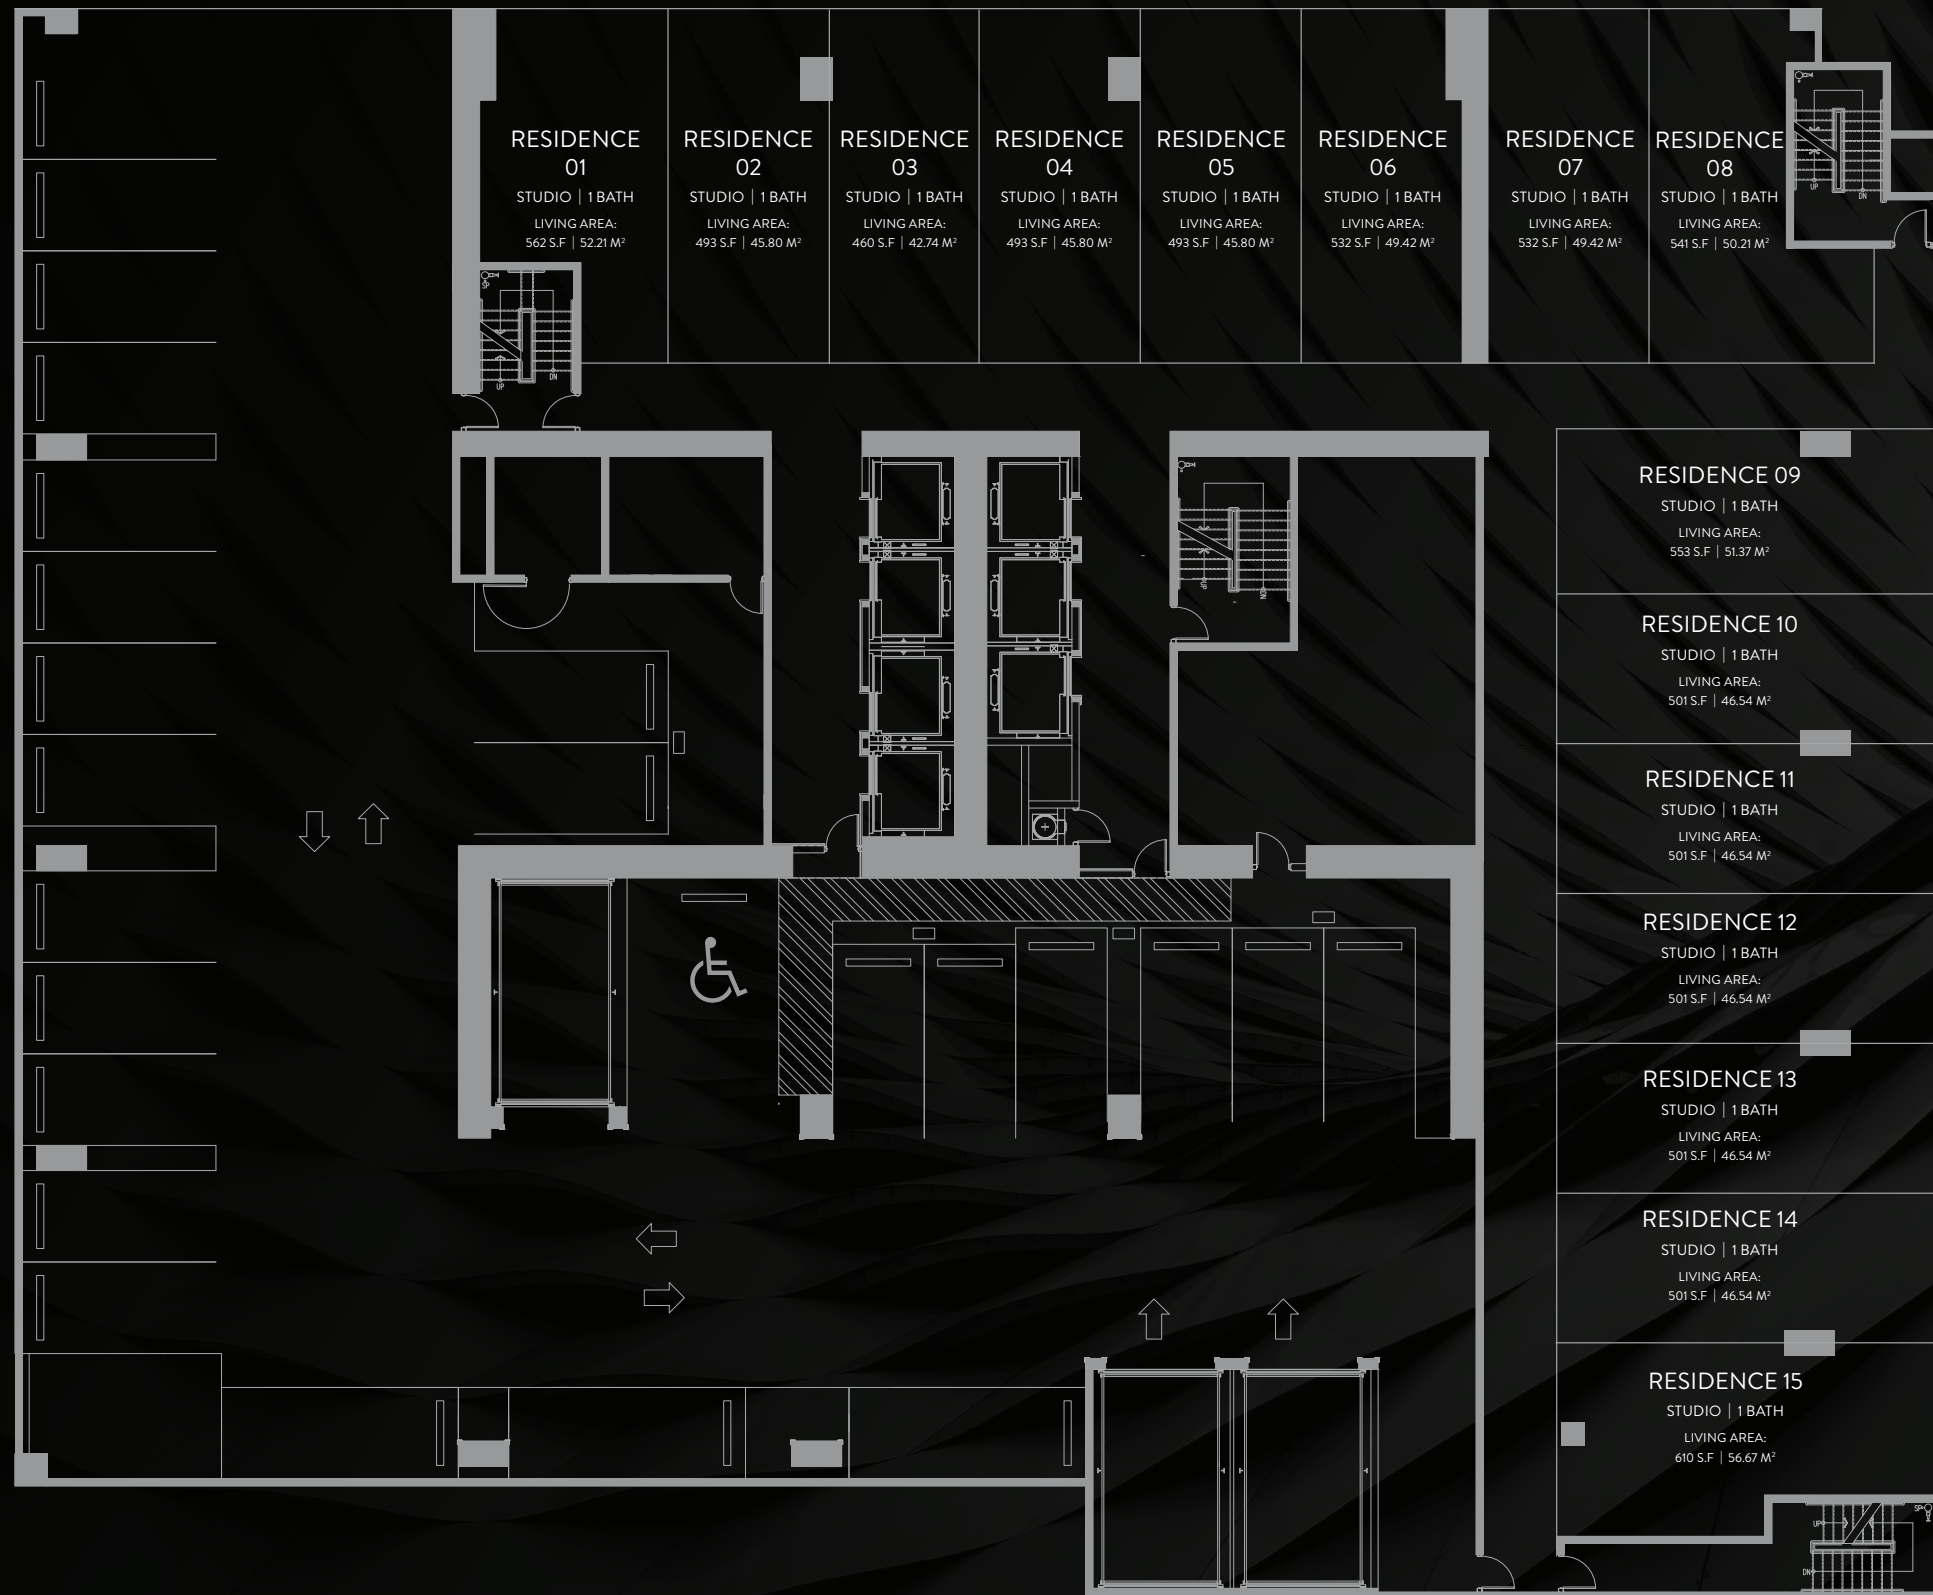 RESIDENCE
01
STUDIO | 1 BATH
LIVING AREA:
562 S.F | 52.21 M²
RESIDENCE
02
STUDIO | 1 BATH
LIVING AREA:
493 S.F | 45.80 M²
RESIDENCE
03
STUDIO | 1 BATH
LIVING AREA:
460 S.F | 42.74 M²
RESIDENCE
04
STUDIO | 1 BATH
LIVING AREA:
493 S.F | 45.80 M²
RESIDENCE
05
STUDIO | 1 BATH
LIVING AREA:
493 S.F | 45.80 M²
RESIDENCE
06
STUDIO | 1 BATH
LIVING AREA:
532 S.F | 49.42 M²
RESIDENCE
07
STUDIO | 1 BATH
LIVING AREA:
532 S.F | 49.42 M²
RESIDENCE
08
STUDIO | 1 BATH
LIVING AREA:
541 S.F | 50.21 M²
UP
DN
SP
UP
DN
UP
DN
RESIDENCE 09
STUDIO | 1 BATH
LIVING AREA:
553 S.F | 51.37 M²
RESIDENCE 10
STUDIO | 1 BATH
LIVING AREA:
501 S.F | 46.54 M²
RESIDENCE 11
STUDIO | 1 BATH
LIVING AREA:
501 S.F | 46.54 M²
RESIDENCE 12
STUDIO | 1 BATH
LIVING AREA:
501 S.F | 46.54 M²
RESIDENCE 13
STUDIO | 1 BATH
LIVING AREA:
501 S.F | 46.54 M²
RESIDENCE 14
STUDIO | 1 BATH
LIVING AREA:
501 S.F | 46.54 M²
RESIDENCE 15
STUDIO | 1 BATH
LIVING AREA:
610 S.F | 56.67 M²
SP
UP
DN